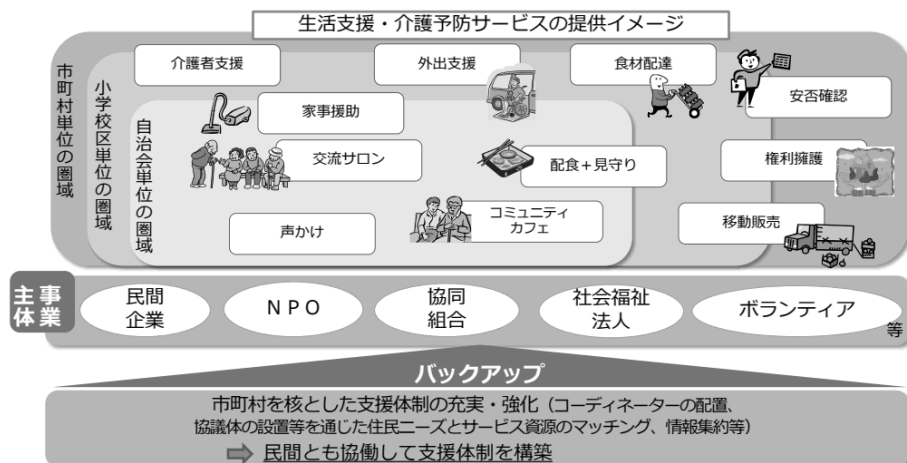 生活支援・介護予防サービスの提供イメージ
市町村単位の圏域
小学校区単位の圏域
自治会単位の圏域
介護者支援
外出支援
食材配達
安否確認
家事援助
交流サロン
配食+見守り
権利擁護
声かけ
コミュニティ
カフェ
移動販売
事業
主体
民間
企業
NPO
協同
組合
社会福祉
法人
ボランティア
等
バックアップ
市町村を核とした支援体制の充実・強化(コーディネーターの配置、
協議体の設置等を通じた住民ニーズとサービス資源のマッチング、情報集約等)
⇒ 民間とも協働して支援体制を構築